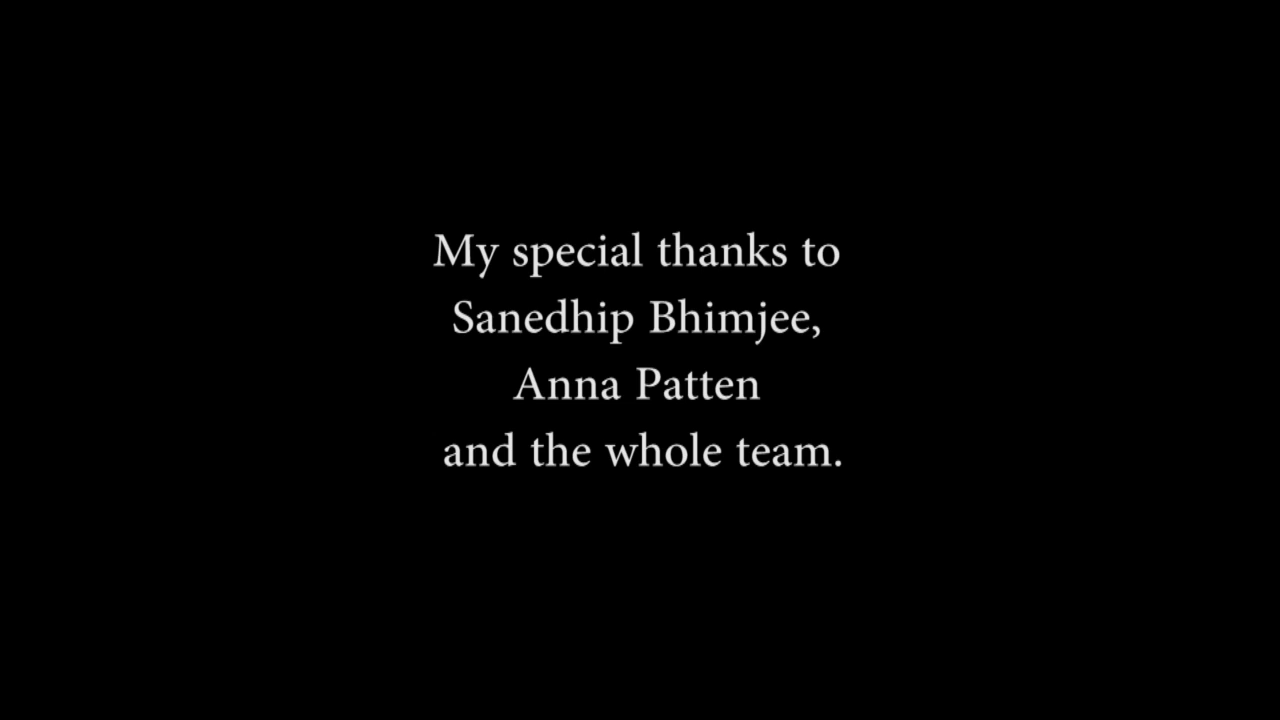 My special thanks to
Sanedhip Bhimjee,
Anna Patten
and the whole team.